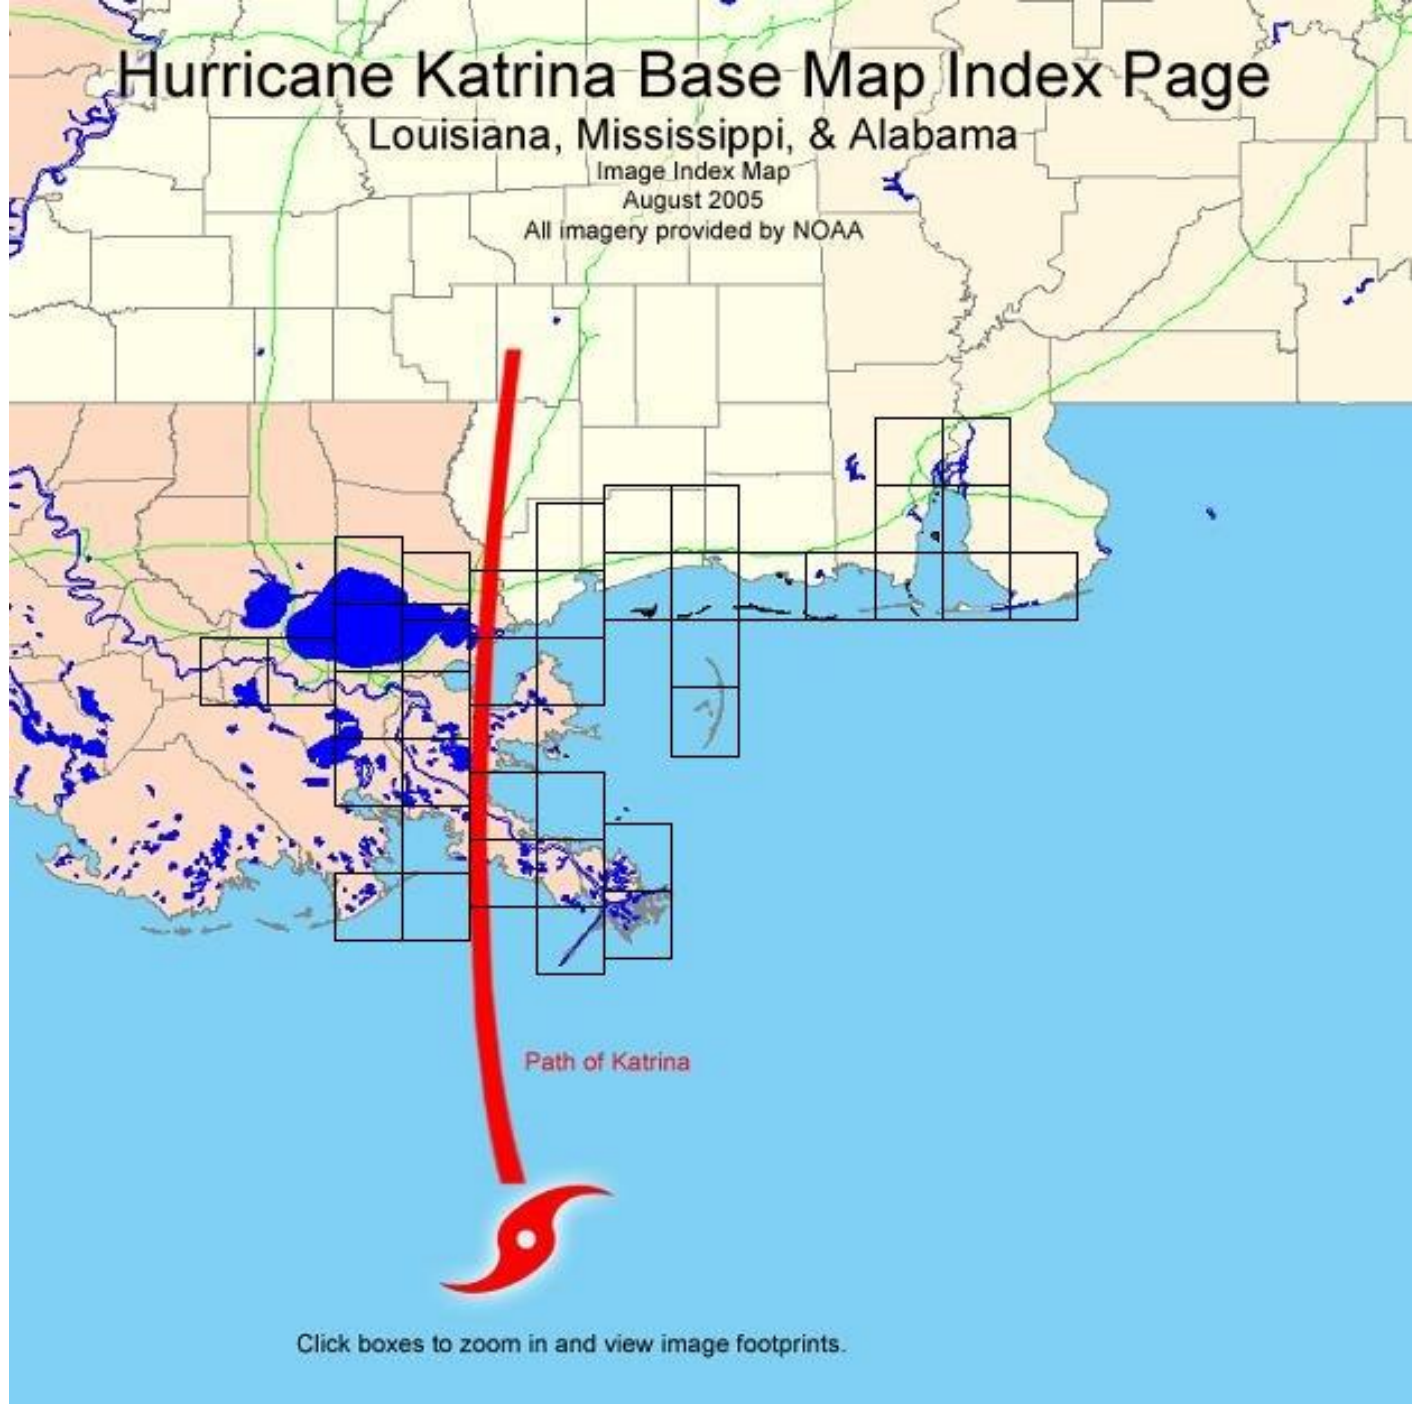 Hurricane Katrina Base Map Index Page
Louisiana, Mississippi, & Alabama
Image Index Map
August 2005
All imagery provided by NOAA
Path of Katrina
Click boxes to zoom in and view image footprints.